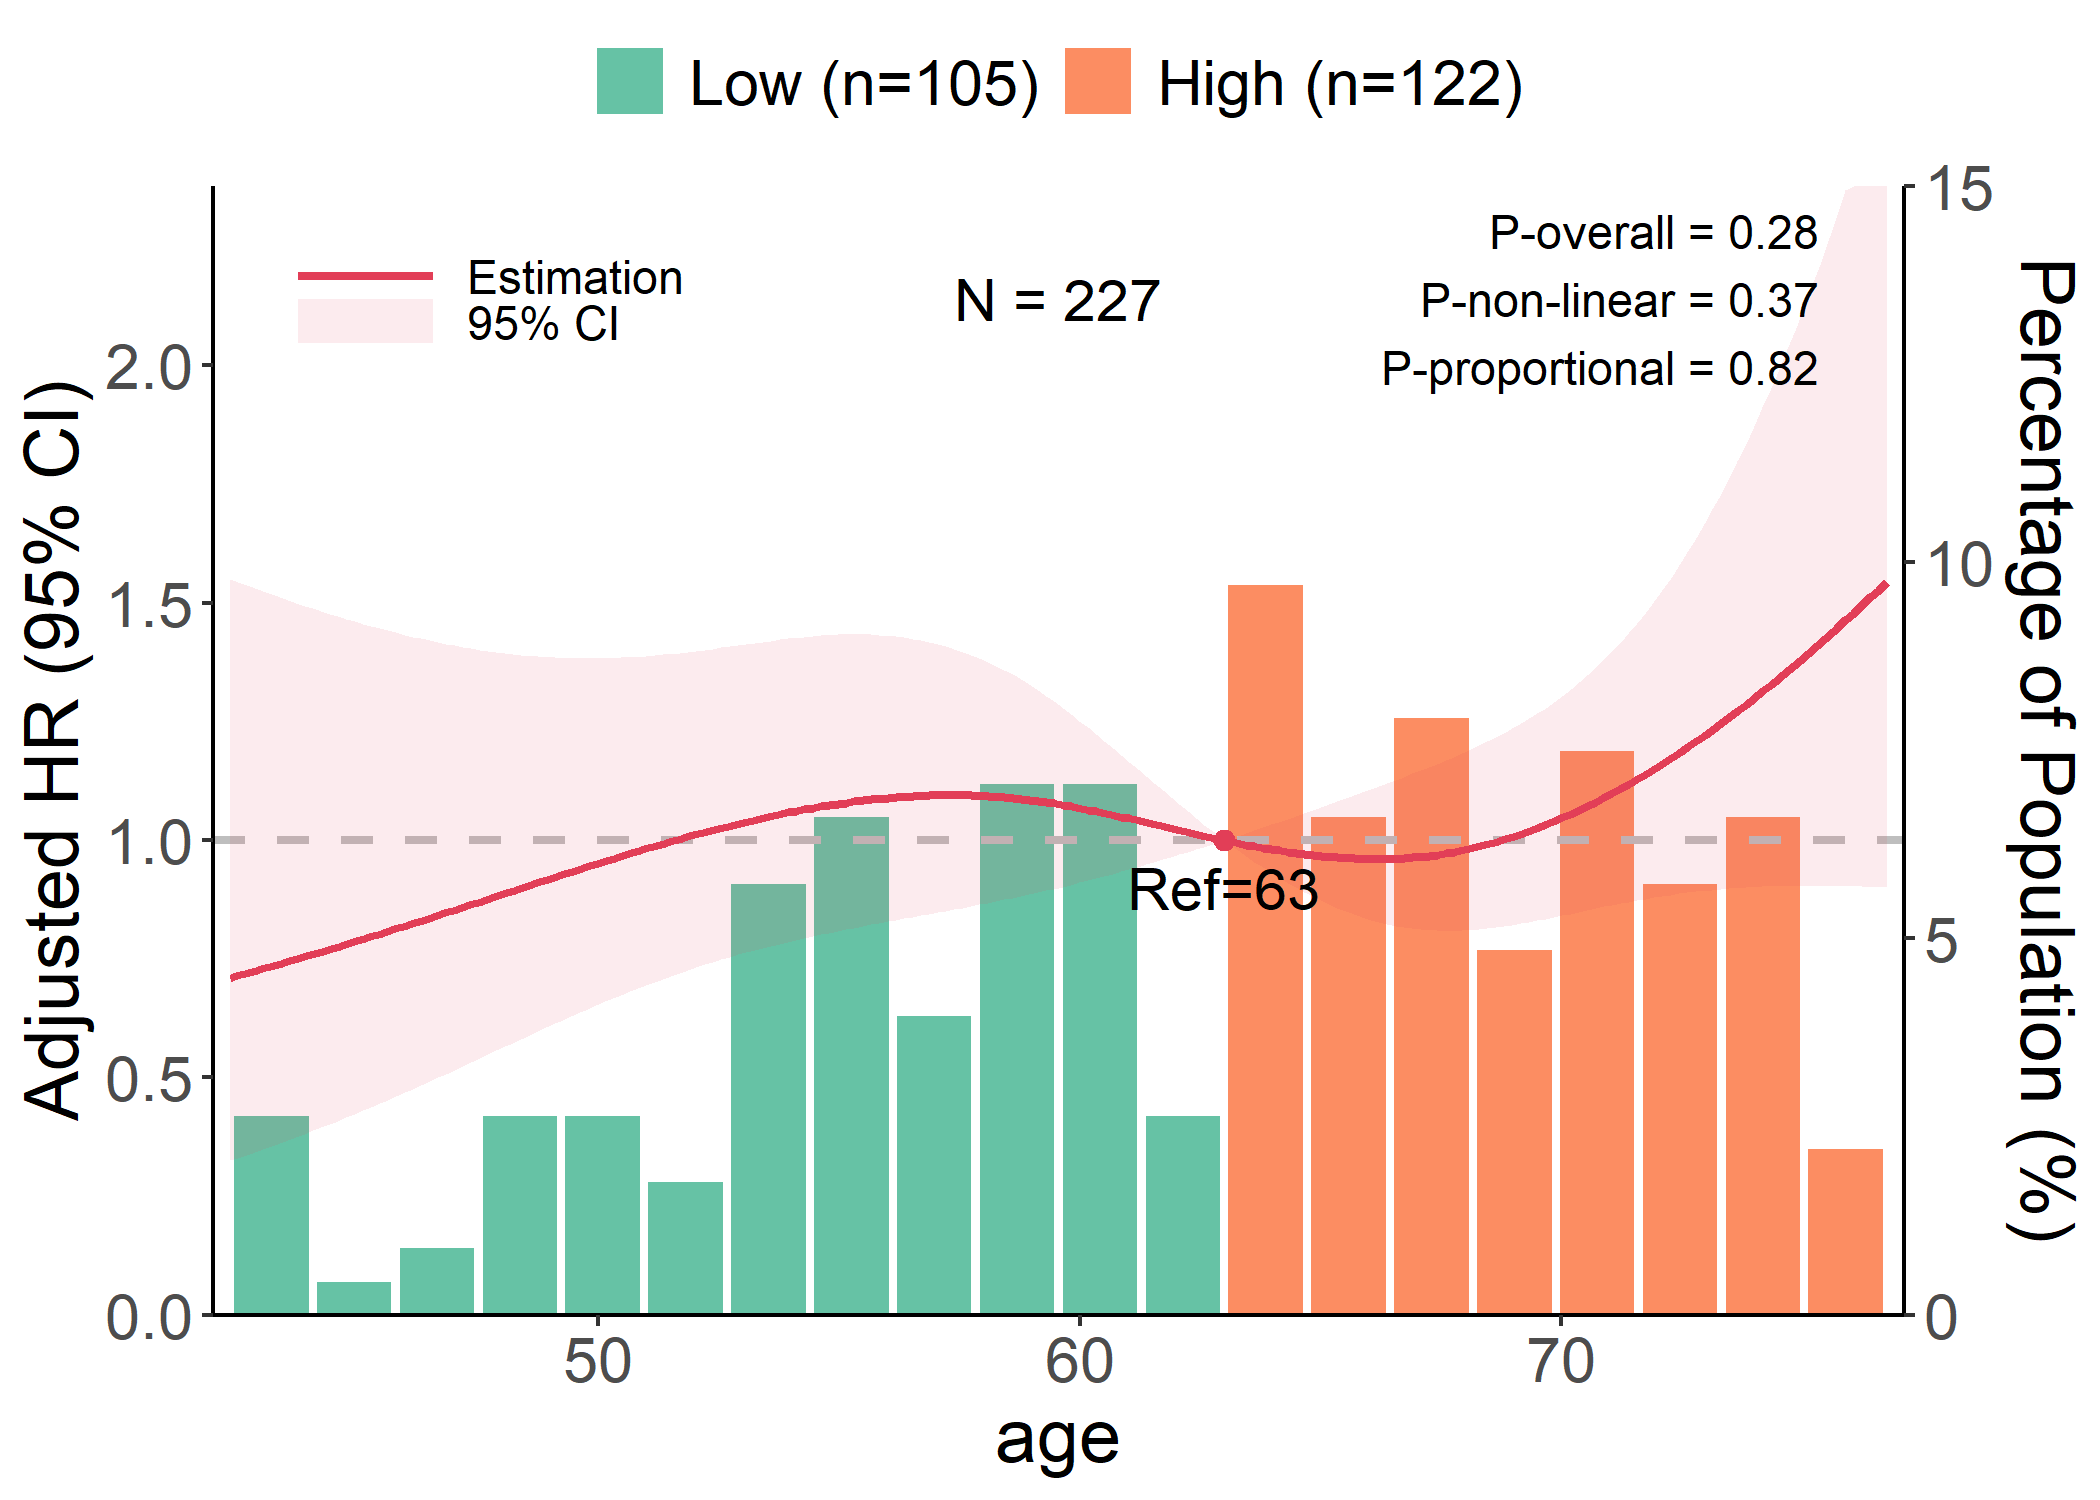 Low (n=105) High (n=122)
Estimation
95% CI
N = 227
P-overall = 0.28
P-non-linear = 0.37
P-proportional = 0.82
Ref=63
Adjusted HR (95% CI)
2.0
1.5
1.0
0.5
0.0
Percentage of Population (%)
15
10
5
0
50 60 70
age